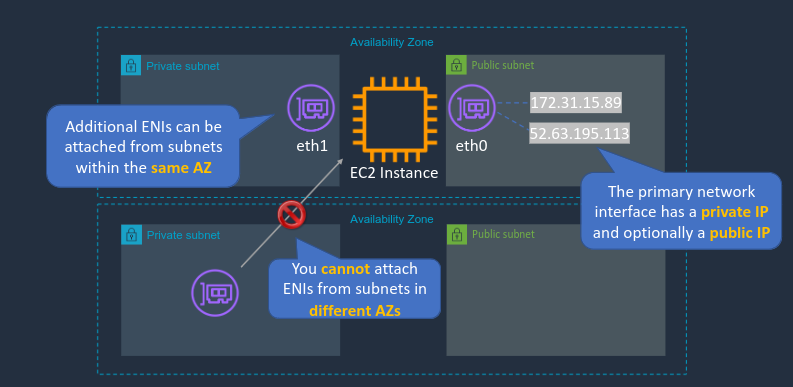 Availability Zone
Private subnet
Public subnet
172.31.15.89
52.63.195.113
eth1
eth0
EC2 Instance
Additional ENIs can be
attached from subnets
within the same AZ
The primary network
interface has a private IP
and optionally a public IP
Availability Zone
Private subnet
Public subnet
You cannot attach
ENIs from subnets in
different AZs